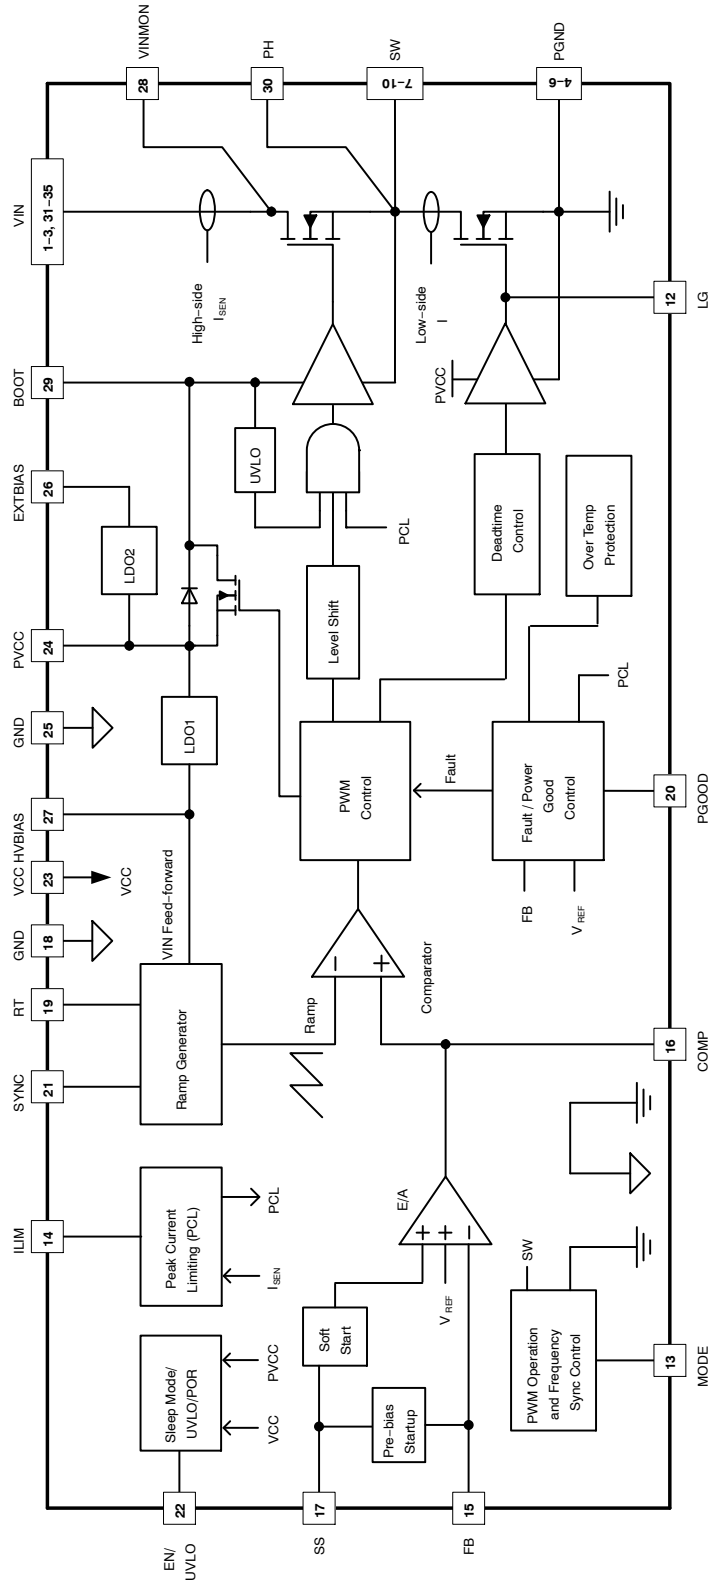 EN/
UVLO
22
Sleep Mode/
UVLO/POR
VCC
PVCC
ILIM
14
Peak Current
Limiting (PCL)
ISEN
PCL
SYNC
21
RT
19
Ramp Generator
GND
18
VCC
23
VCC
HVBIAS
27
VIN Feed−forward
GND
25
LDO1
PVCC
24
LDO2
EXTBIAS
26
BOOT
29
UVLO
VIN
1−3, 31−35
High−side
ISEN
VINMON
28
PH
30
SW
7−10
PGND
4−6
SS
17
FB
15
Pre−bias
Startup
Soft
Start
VREF
E/A
+
+
−
Ramp
−
+
Comparator
PWM
Control
Level Shift
PCL
Low−side
I
PVCC
Fault
FB
VREF
Fault / Power
Good
Control
PCL
Deadtime
Control
Over Temp
Protection
SW
PWM Operation
and Frequency
Sync Control
13
MODE
16
COMP
20
PGOOD
12
LG